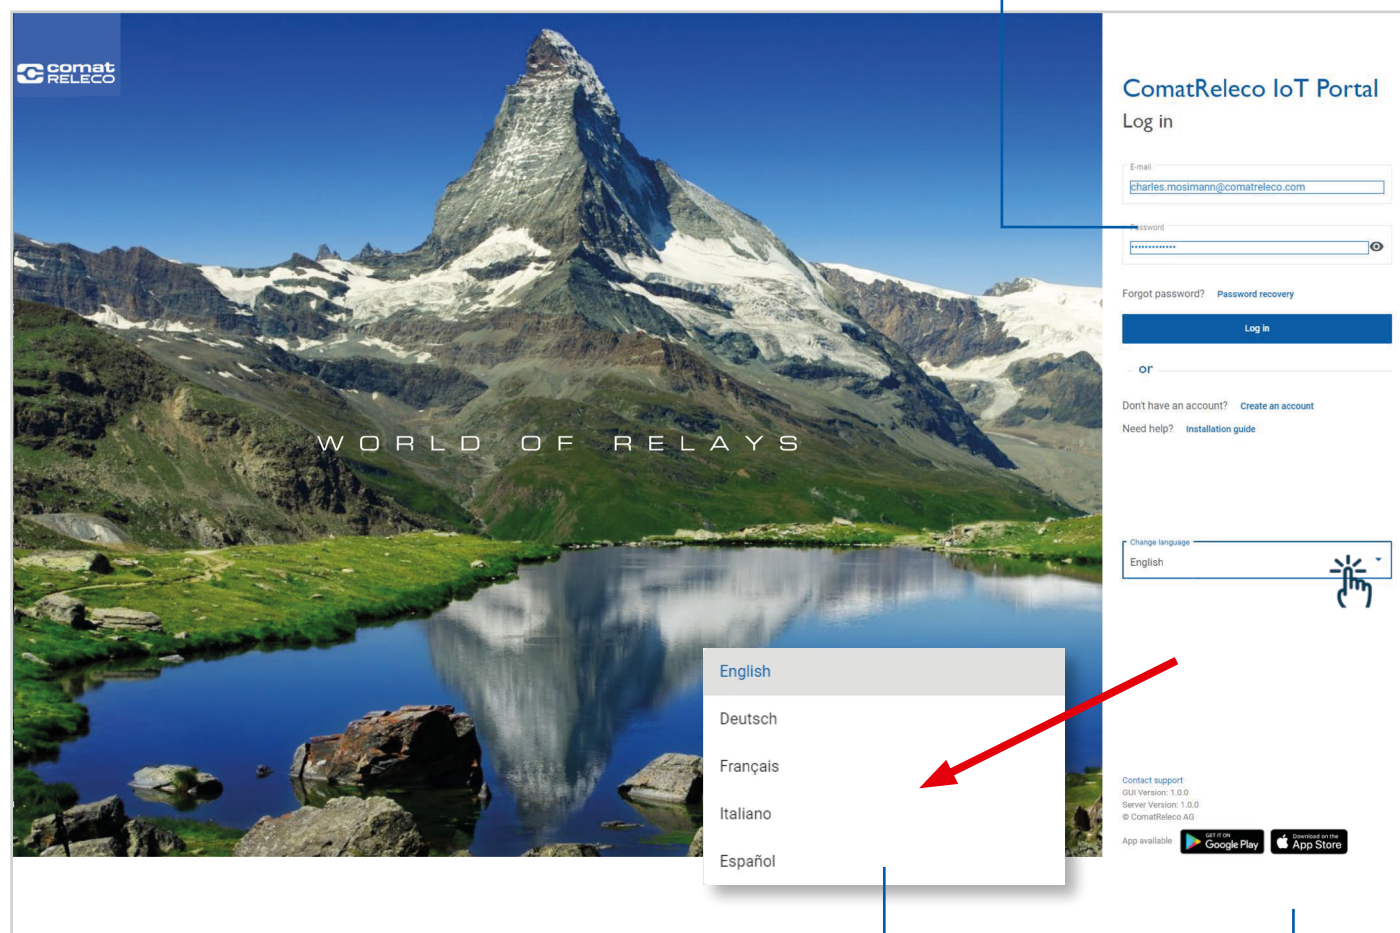 comat
RELECO
WORLD OF RELAYS
ComatReleco IoT Portal
Log in
E-mail
charles.mosimann@comatreleco.com
Password
•••••••••••••
Forgot password? Password recovery
Log in
or
Don't have an account? Create an account
Need help? Installation guide
Change language
English
English
Deutsch
Français
Italiano
Español
Contact support
GUI Version: 1.0.0
Server Version: 1.0.0
© ComatReleco AG
App available
GET IT ON
Google Play
Download on the
App Store